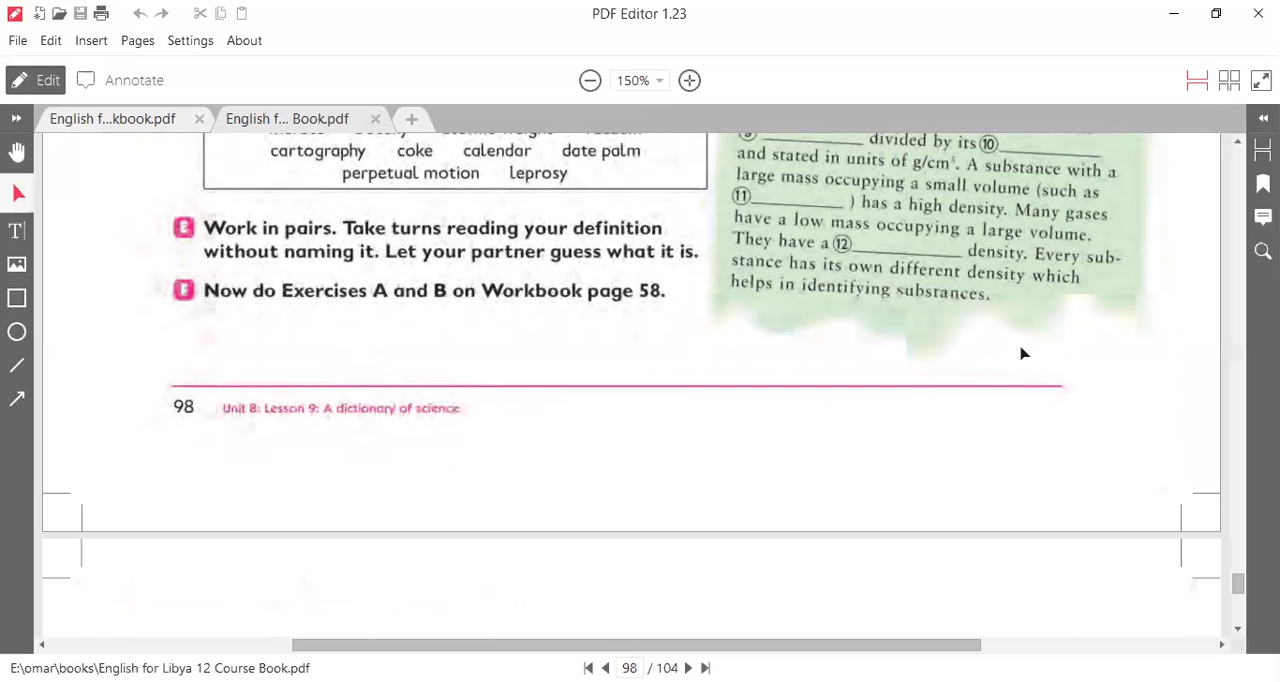 PDF Editor 1.23
File Edit Insert Pages Settings About
Edit Annotate 150%
English f...kbook.pdf English f... Book.pdf
cartography coke calendar date palm
perpetual motion leprosy
E Work in pairs. Take turns reading your definition
without naming it. Let your partner guess what it is.
F Now do Exercises A and B on Workbook page 58.
⑨ __________ divided by its ⑩ __________
and stated in units of g/cm³. A substance with a
large mass occupying a small volume (such as
⑪ __________ ) has a high density. Many gases
have a low mass occupying a large volume.
They have a ⑫ __________ density. Every sub-
stance has its own different density which
helps in identifying substances.
98 Unit 8: Lesson 9: A dictionary of science
E:\omar\books\English for Libya 12 Course Book.pdf 98 / 104